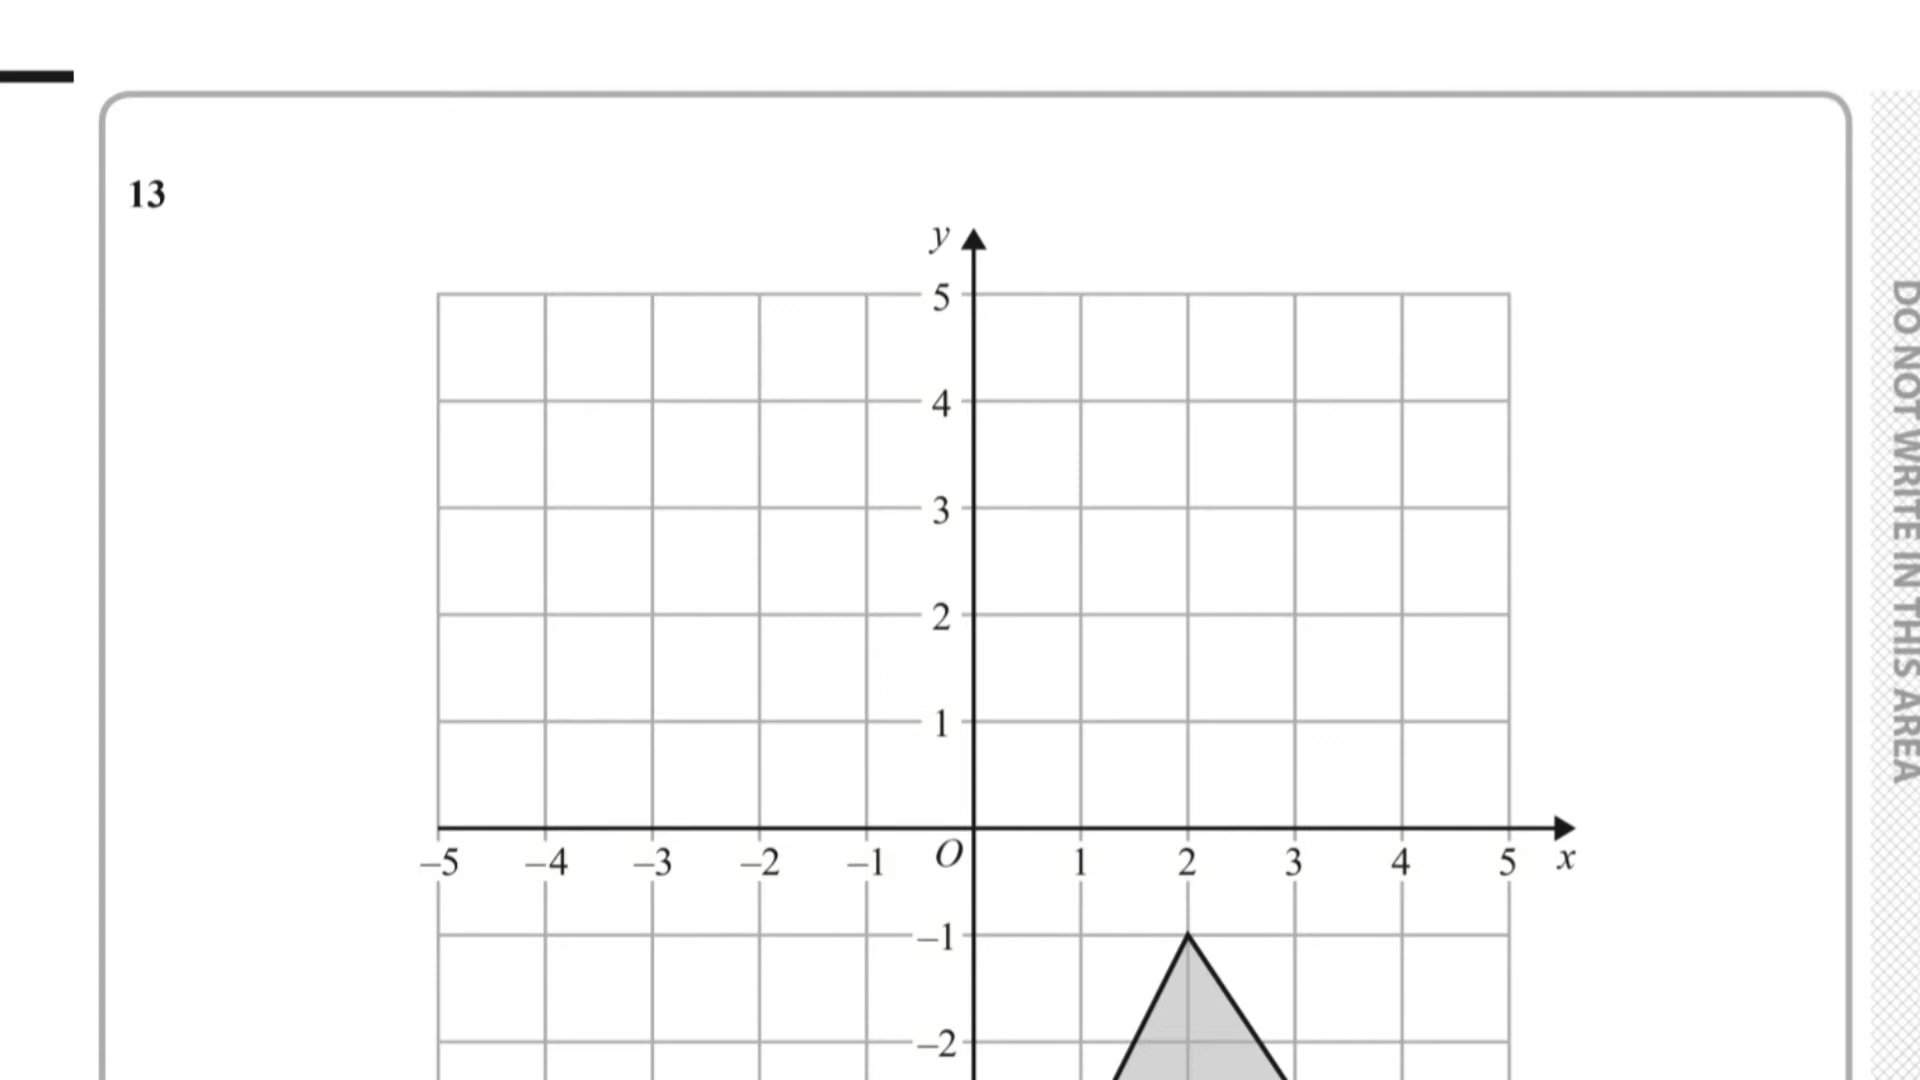 13
y
5
4
3
2
1
–5 –4 –3 –2 –1 O 1 2 3 4 5 x
–1
–2
DO NOT WRITE IN THIS AREA